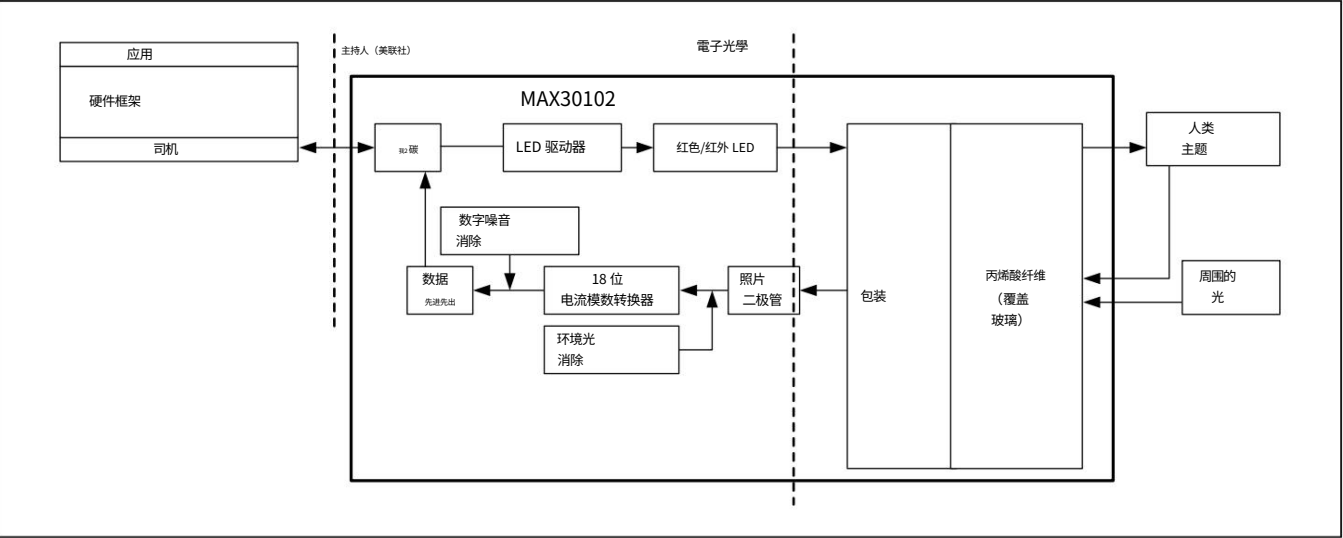 应用
硬件框架
司机
主持人（美联社）
電子光學
MAX30102
我2 碳
LED 驱动器
红色/红外 LED
人类
主题
数字噪音
消除
数据
先进先出
18 位
电流模数转换器
照片
二极管
环境光
消除
包装
丙烯酸纤维
（覆盖
玻璃）
周围的
光